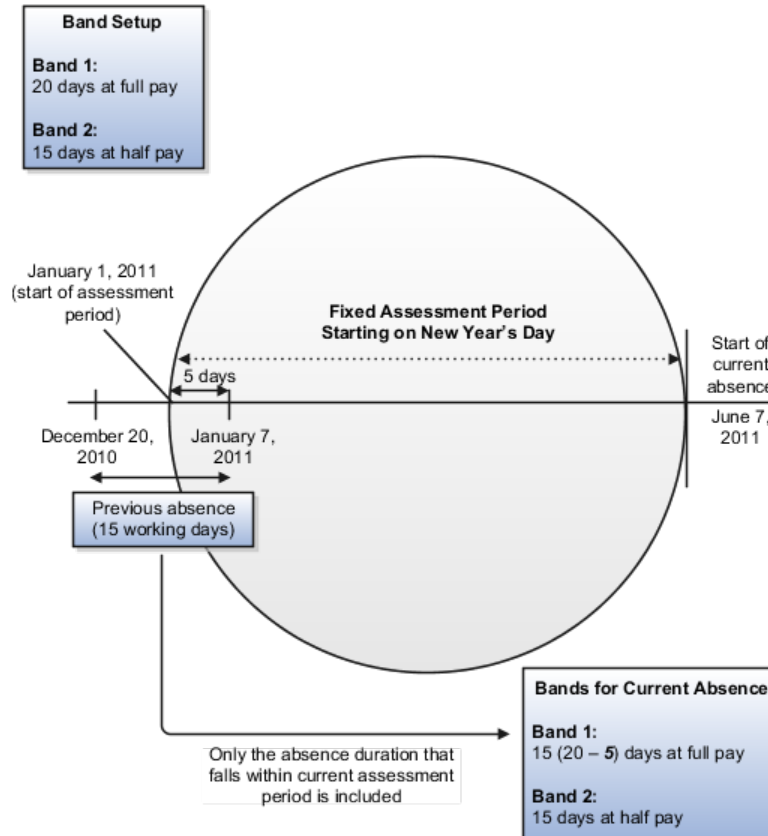 Band Setup
Band 1:
20 days at full pay
Band 2:
15 days at half pay
January 1, 2011
(start of assessment
period)
Fixed Assessment Period
Starting on New Year's Day
5 days
Start of
current
absence
December 20,
2010
January 7,
2011
June 7,
2011
Previous absence
(15 working days)
Only the absence duration that
falls within current assessment
period is included
Bands for Current Absence
Band 1:
15 (20 – 5) days at full pay
Band 2:
15 days at half pay